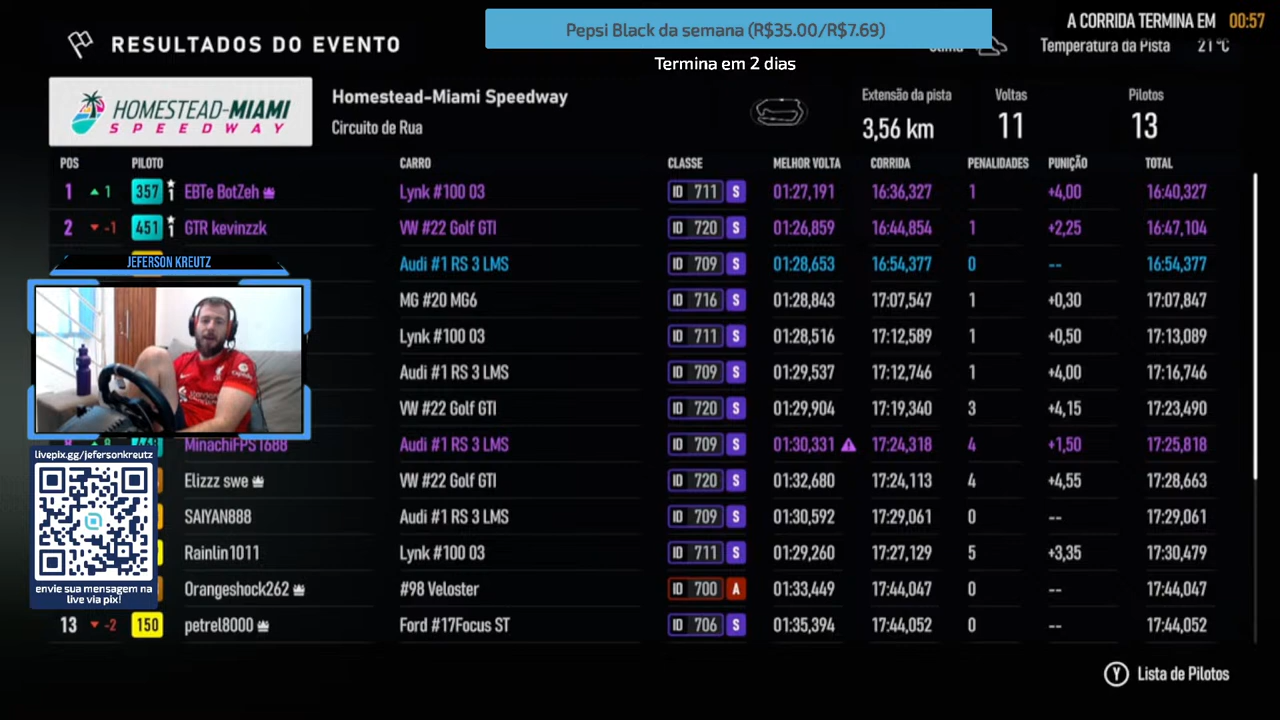 Pepsi Black da semana (R$35.00/R$7.69)
Termina em 2 dias
A CORRIDA TERMINA EM 00:57
RESULTADOS DO EVENTO
Temperatura da Pista 21 °C
HOMESTEAD-MIAMI SPEEDWAY
Homestead-Miami Speedway
Circuito de Rua
Extensão da pista Voltas Pilotos
3,56 km 11 13
POS PILOTO CARRO CLASSE MELHOR VOLTA CORRIDA PENALIDADES PUNIÇÃO TOTAL
1 1 357 1 EBTe BotZeh Lynk #100 03 ID 711 S 01:27,191 16:36,327 1 +4,00 16:40,327
2 -1 451 1 GTR kevinzzk VW #22 Golf GTI ID 720 S 01:26,859 16:44,854 1 +2,25 16:47,104
Audi #1 RS 3 LMS ID 709 S 01:28,653 16:54,377 0 -- 16:54,377
MG #20 MG6 ID 716 S 01:28,843 17:07,547 1 +0,30 17:07,847
Lynk #100 03 ID 711 S 01:28,516 17:12,589 1 +0,50 17:13,089
Audi #1 RS 3 LMS ID 709 S 01:29,537 17:12,746 1 +4,00 17:16,746
VW #22 Golf GTI ID 720 S 01:29,904 17:19,340 3 +4,15 17:23,490
MinachiFPS1688 Audi #1 RS 3 LMS ID 709 S 01:30,331 17:24,318 4 +1,50 17:25,818
Elizzz swe VW #22 Golf GTI ID 720 S 01:32,680 17:24,113 4 +4,55 17:28,663
SAIYAN888 Audi #1 RS 3 LMS ID 709 S 01:30,592 17:29,061 0 -- 17:29,061
Rainlin1011 Lynk #100 03 ID 711 S 01:29,260 17:27,129 5 +3,35 17:30,479
Orangeshock262 #98 Veloster ID 700 A 01:33,449 17:44,047 0 -- 17:44,047
13 -2 150 petrel8000 Ford #17Focus ST ID 706 S 01:35,394 17:44,052 0 -- 17:44,052
JEFERSON KREUTZ
livepix.gg/jefersonkreutz
envie sua mensagem na
live via pix!
Y Lista de Pilotos